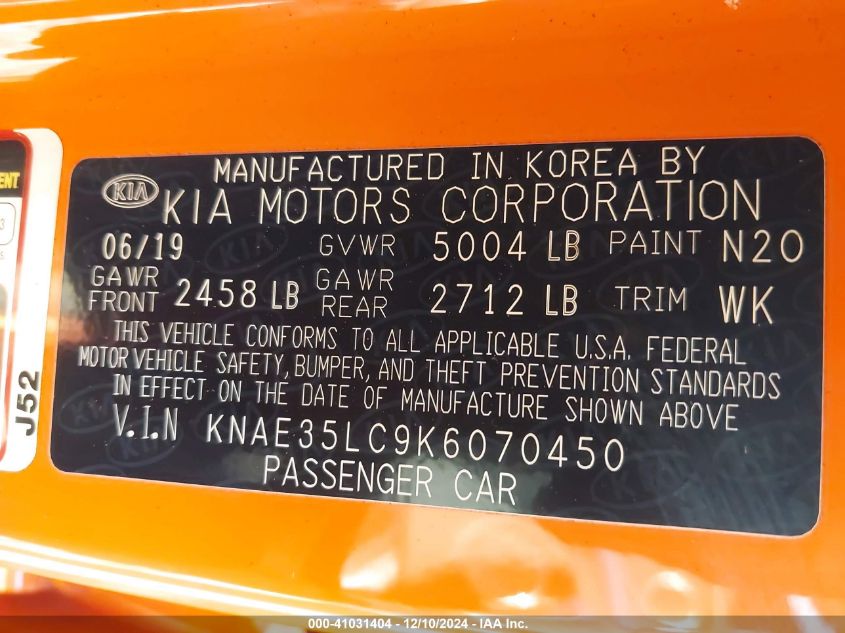 MANUFACTURED IN KOREA BY
KIA KIA MOTORS CORPORATION
06/19 GVWR 5004 LB PAINT N20
GAWR FRONT 2458 LB GAWR REAR 2712 LB TRIM WK
THIS VEHICLE CONFORMS TO ALL APPLICABLE U.S.A. FEDERAL
MOTOR VEHICLE SAFETY, BUMPER, AND THEFT PREVENTION STANDARDS
IN EFFECT ON THE DATE OF MANUFACTURE SHOWN ABOVE
V.I.N KNAE35LC9K6070450
PASSENGER CAR
J52
000-41031404 - 12/10/2024 - IAA Inc.